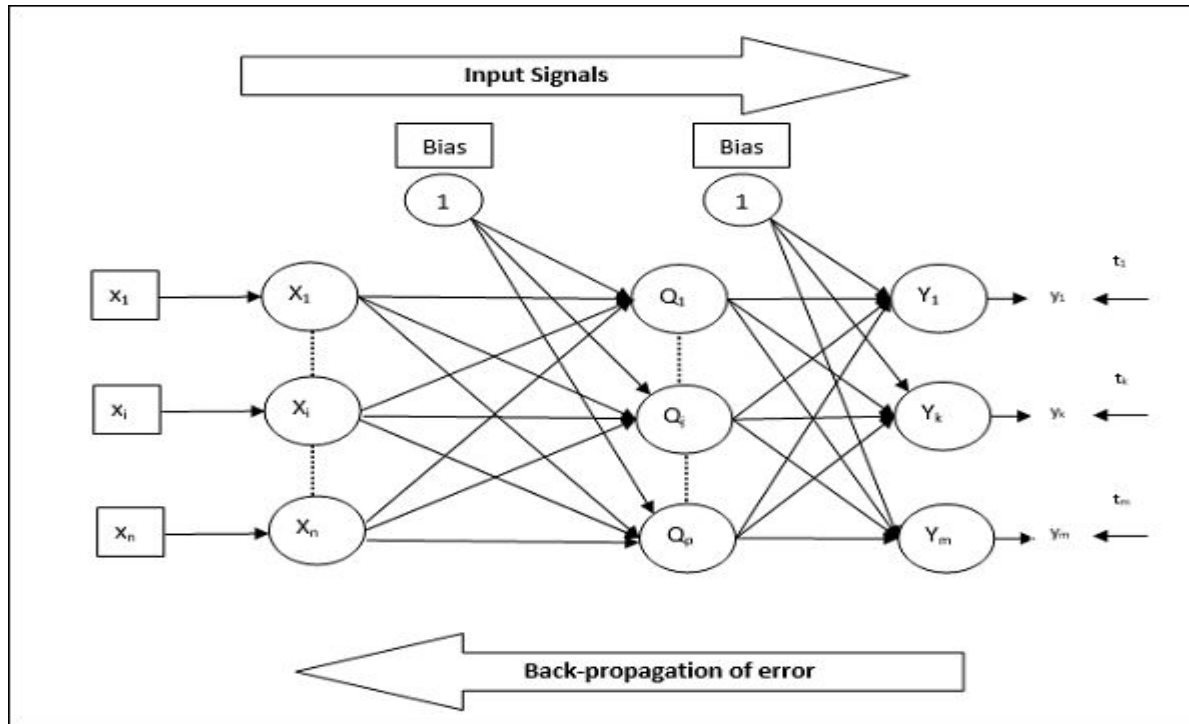 Input Signals
Bias
Bias
1
1
x₁
X₁
Q₁
Y₁
y₁
t₁
xᵢ
Xᵢ
Qⱼ
Yₖ
yₖ
tₖ
xₙ
Xₙ
Qₚ
Yₘ
yₘ
tₘ
Back-propagation of error